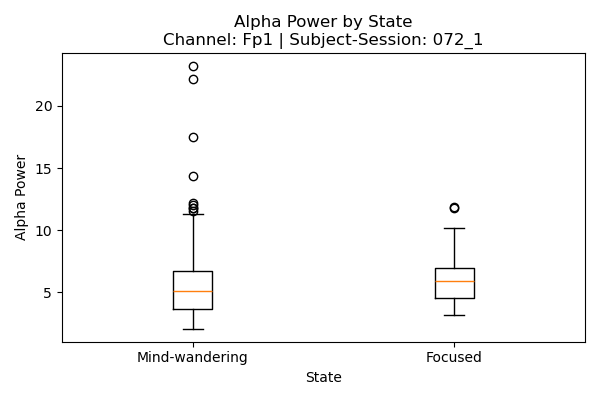 Alpha Power by State
Channel: Fp1 | Subject-Session: 072_1
Alpha Power
20
15
10
5
Mind-wandering
Focused
State